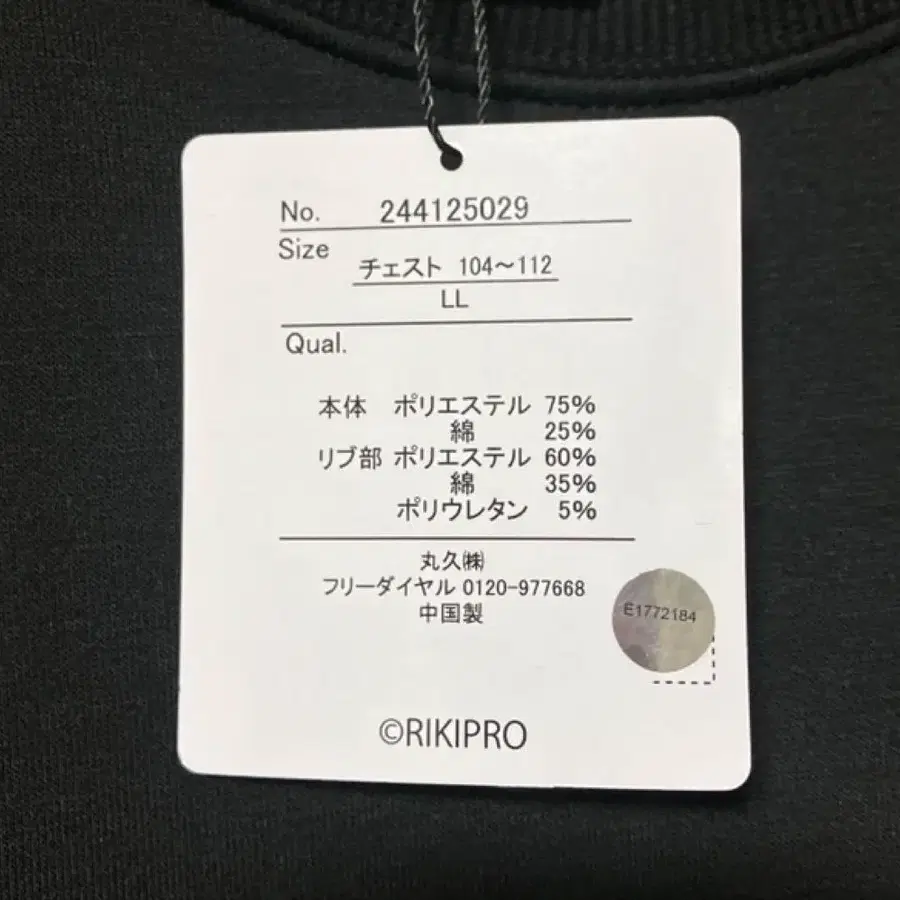 No. 244125029
Size
チェスト 104～112
LL
Qual.
本体 ポリエステル 75%
綿 25%
リブ部 ポリエステル 60%
綿 35%
ポリウレタン 5%
丸久㈱
フリーダイヤル 0120-977668
中国製
E1772184
©RIKIPRO